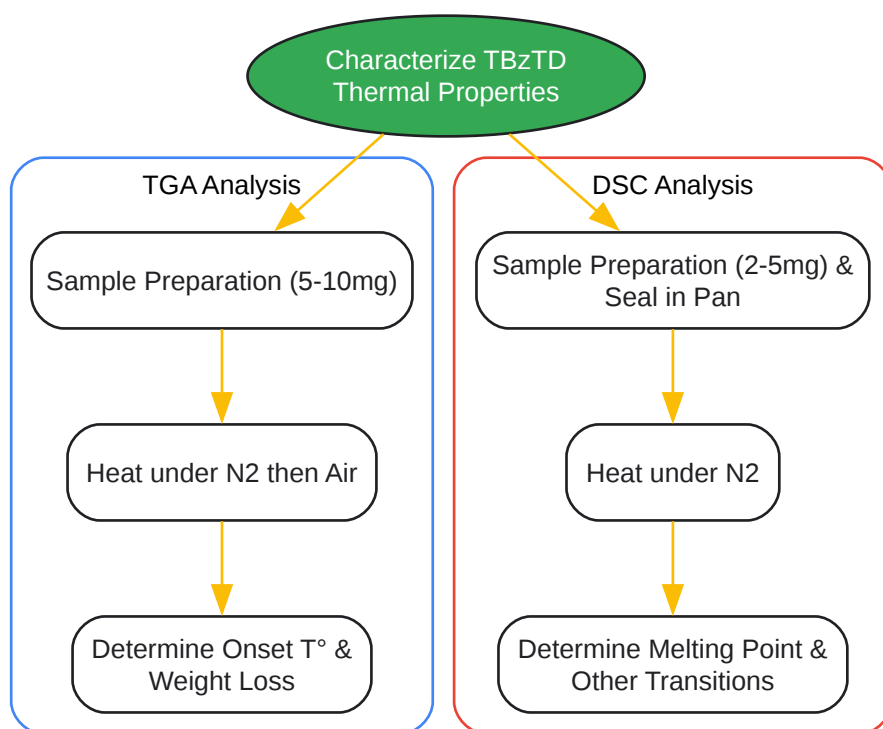 Characterize TBzTD
Thermal Properties
TGA Analysis
Sample Preparation (5-10mg)
Heat under N2 then Air
Determine Onset T° &
Weight Loss
DSC Analysis
Sample Preparation (2-5mg) &
Seal in Pan
Heat under N2
Determine Melting Point &
Other Transitions